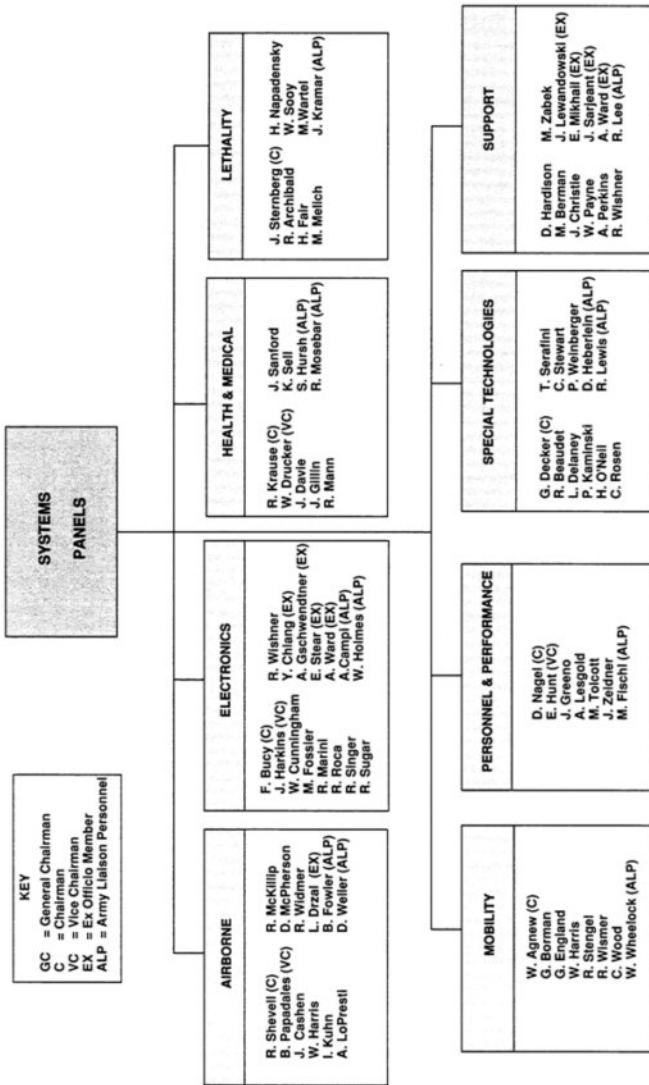 KEY
GC = General Chairman
C = Chairman
VC = Vice Chairman
EX = Ex Officio Member
ALP = Army Liaison Personnel
SYSTEMS
PANELS
AIRBORNE
R. Shevell (C)
B. Papadales (VC)
J. Cashen
W. Harris
I. Kuhn
A. LoPresti
R. McKillip
D. McPherson
R. Widmer
L. Drzal (EX)
B. Fowler (ALP)
D. Weller (ALP)
ELECTRONICS
F. Bucy (C)
J. Harkins (VC)
W. Cunningham
M. Fossier
R. Marini
R. Roca
R. Singer
R. Sugar
R. Wishner
Y. Chiang (EX)
A. Gschwendtner (EX)
E. Stear (EX)
A. Ward (EX)
A.Campi (ALP)
W. Holmes (ALP)
HEALTH & MEDICAL
R. Krause (C)
W. Drucker (VC)
J. Davie
J. Gillin
R. Mann
J. Sanford
K. Sell
S. Hursh (ALP)
R. Mosebar (ALP)
LETHALITY
J. Sternberg (C)
R. Archibald
H. Fair
M. Melich
H. Napadensky
W. Sooy
M.Wartel
J. Kramar (ALP)
MOBILITY
W. Agnew (C)
G. Borman
G. England
W. Harris
R. Stengel
R. Wismer
C. Wood
W. Wheelock (ALP)
PERSONNEL & PERFORMANCE
D. Nagel (C)
E. Hunt (VC)
J. Greeno
A. Lesgold
M. Tolcott
J. Zeidner
M. Fischl (ALP)
SPECIAL TECHNOLOGIES
G. Decker (C)
R. Beaudet
L. Delaney
P. Kaminski
H. O'Neil
C. Rosen
T. Serafini
C. Stewart
P. Weinberger
D. Heberlein (ALP)
R. Lewis (ALP)
SUPPORT
D. Hardison
M. Berman
J. Christie
W. Payne
A. Perkins
R. Wishner
M. Zabek
J. Lewandowski (EX)
E. Mikhail (EX)
J. Sarjeant (EX)
A. Ward (EX)
R. Lee (ALP)